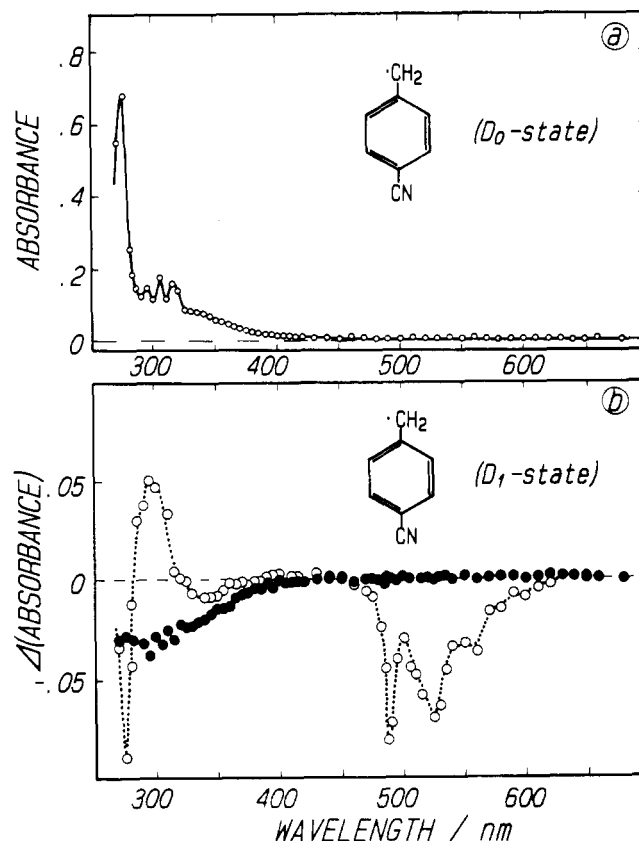 ⓐ
.8
.6
.4
.2
0
ABSORBANCE
·CH2
(D0-state)
CN
300
400
500
600
ⓑ
.05
0
-.05
Δ(ABSORBANCE)
·CH2
(D1-state)
CN
300
400
500
600
WAVELENGTH / nm